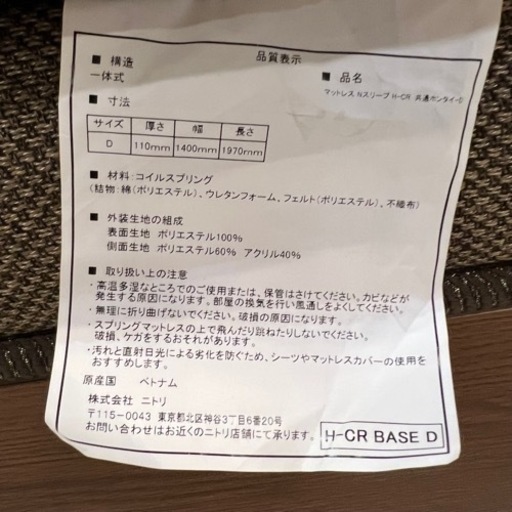 品質表示
■ 構造
一体式
■ 品名
マットレス Nスリープ H-CR 共通ホンタイ-D
■ 寸法
サイズ 厚さ 幅 長さ
D 110mm 1400mm 1970mm
■ 材料:コイルスプリング
(詰物:綿(ポリエステル)、ウレタンフォーム、フェルト(ポリエステル)、不織布)
■ 外装生地の組成
表面生地 ポリエステル100%
側面生地 ポリエステル60% アクリル40%
■ 取り扱い上の注意
・高温多湿なところでのご使用または、保管はさけてください。カビなどが
発生する原因になります。部屋の換気を行い風通しをよくしてください。
・無理に折り曲げないでください。破損の原因になります。
・スプリングマットレスの上で飛んだり跳ねたりしないでください。
破損、ケガをするおそれがあります。
・汚れと直射日光による劣化を防ぐため、シーツやマットレスカバーの使用を
おすすめします。
原産国 ベトナム
株式会社 ニトリ
〒115-0043 東京都北区神谷3丁目6番20号
お問い合わせはお近くのニトリ店舗にて承ります。
H-CR BASE D